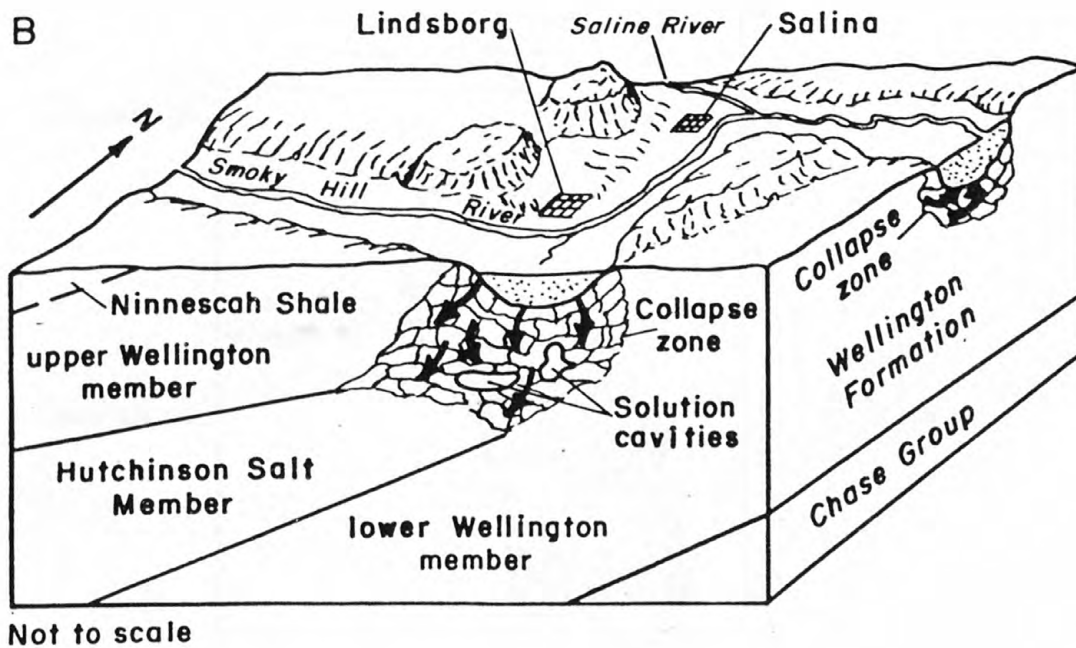 B
Lindsborg
Saline River
Salina
N
Smoky Hill River
Ninnescah Shale
upper Wellington
member
Collapse
zone
Solution
cavities
Hutchinson Salt
Member
lower Wellington
member
Collapse
zone
Wellington
Formation
Chase Group
Not to scale